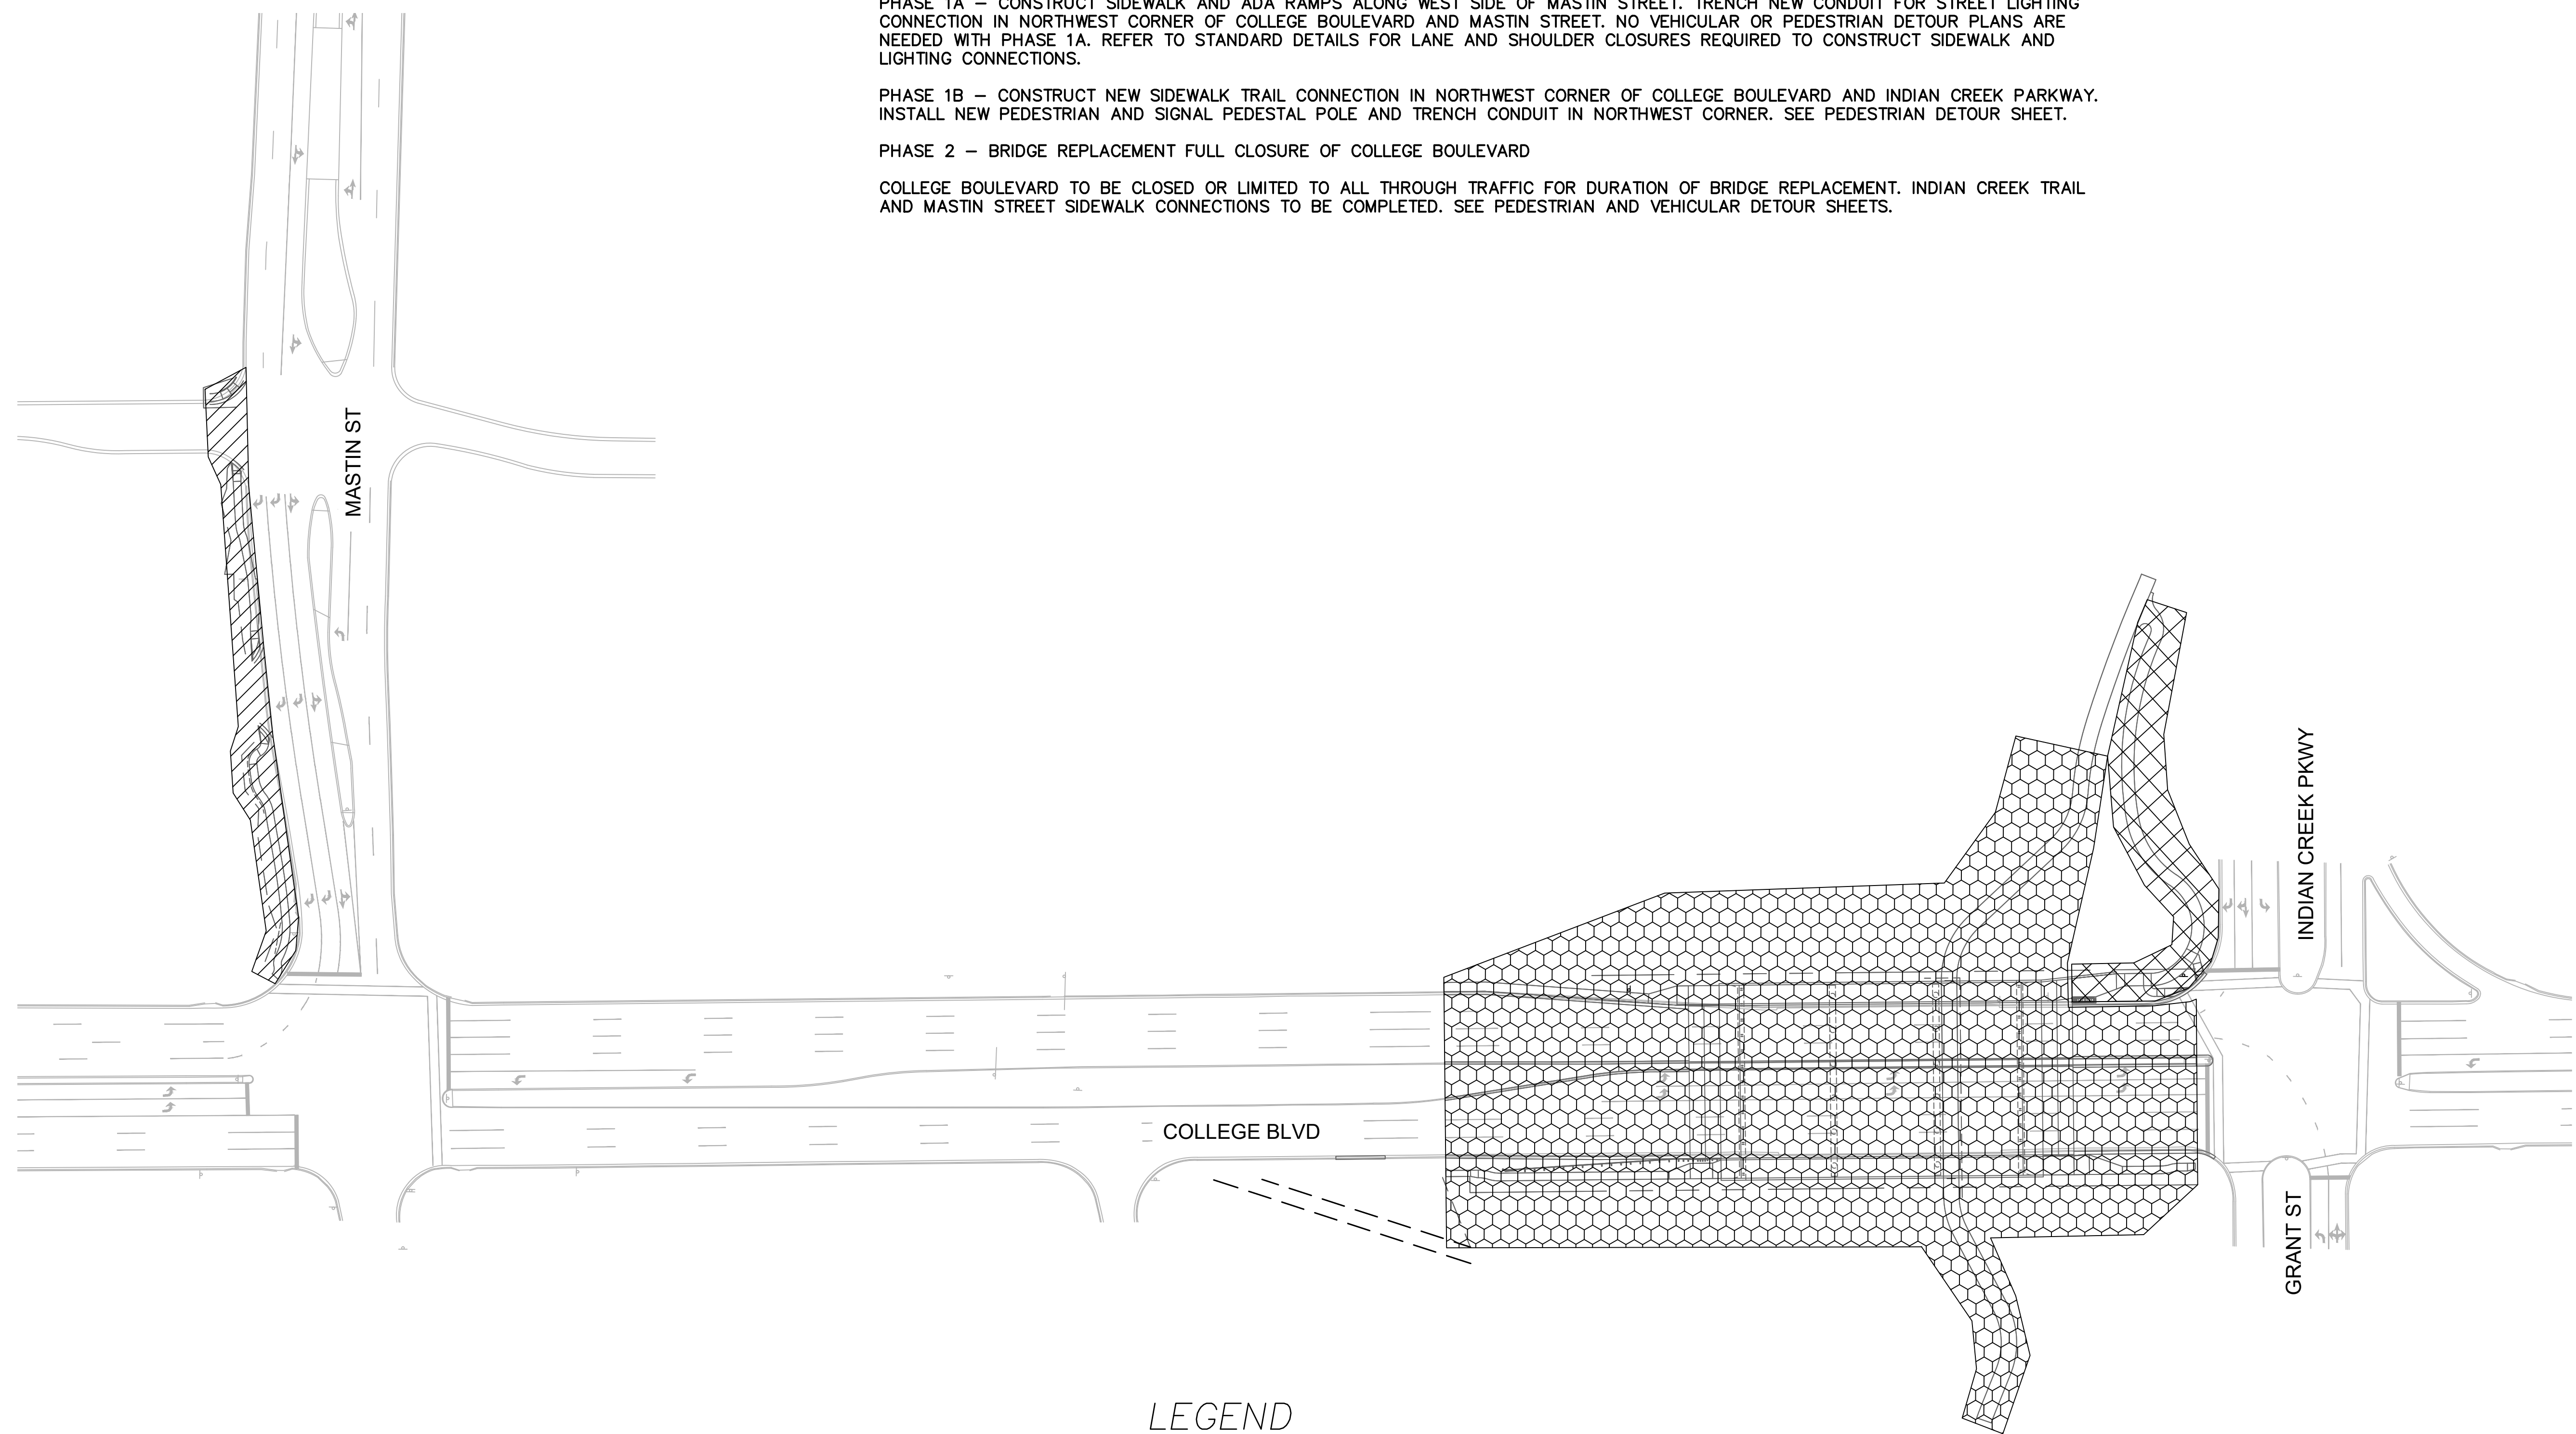 PHASE 1A – CONSTRUCT SIDEWALK AND ADA RAMPS ALONG WEST SIDE OF MASTIN STREET. TRENCH NEW CONDUIT FOR STREET LIGHTING
CONNECTION IN NORTHWEST CORNER OF COLLEGE BOULEVARD AND MASTIN STREET. NO VEHICULAR OR PEDESTRIAN DETOUR PLANS ARE
NEEDED WITH PHASE 1A. REFER TO STANDARD DETAILS FOR LANE AND SHOULDER CLOSURES REQUIRED TO CONSTRUCT SIDEWALK AND
LIGHTING CONNECTIONS.
PHASE 1B – CONSTRUCT NEW SIDEWALK TRAIL CONNECTION IN NORTHWEST CORNER OF COLLEGE BOULEVARD AND INDIAN CREEK PARKWAY.
INSTALL NEW PEDESTRIAN AND SIGNAL PEDESTAL POLE AND TRENCH CONDUIT IN NORTHWEST CORNER. SEE PEDESTRIAN DETOUR SHEET.
PHASE 2 – BRIDGE REPLACEMENT FULL CLOSURE OF COLLEGE BOULEVARD
COLLEGE BOULEVARD TO BE CLOSED OR LIMITED TO ALL THROUGH TRAFFIC FOR DURATION OF BRIDGE REPLACEMENT. INDIAN CREEK TRAIL
AND MASTIN STREET SIDEWALK CONNECTIONS TO BE COMPLETED. SEE PEDESTRIAN AND VEHICULAR DETOUR SHEETS.
MASTIN ST
INDIAN CREEK PKWY
COLLEGE BLVD
GRANT ST
LEGEND